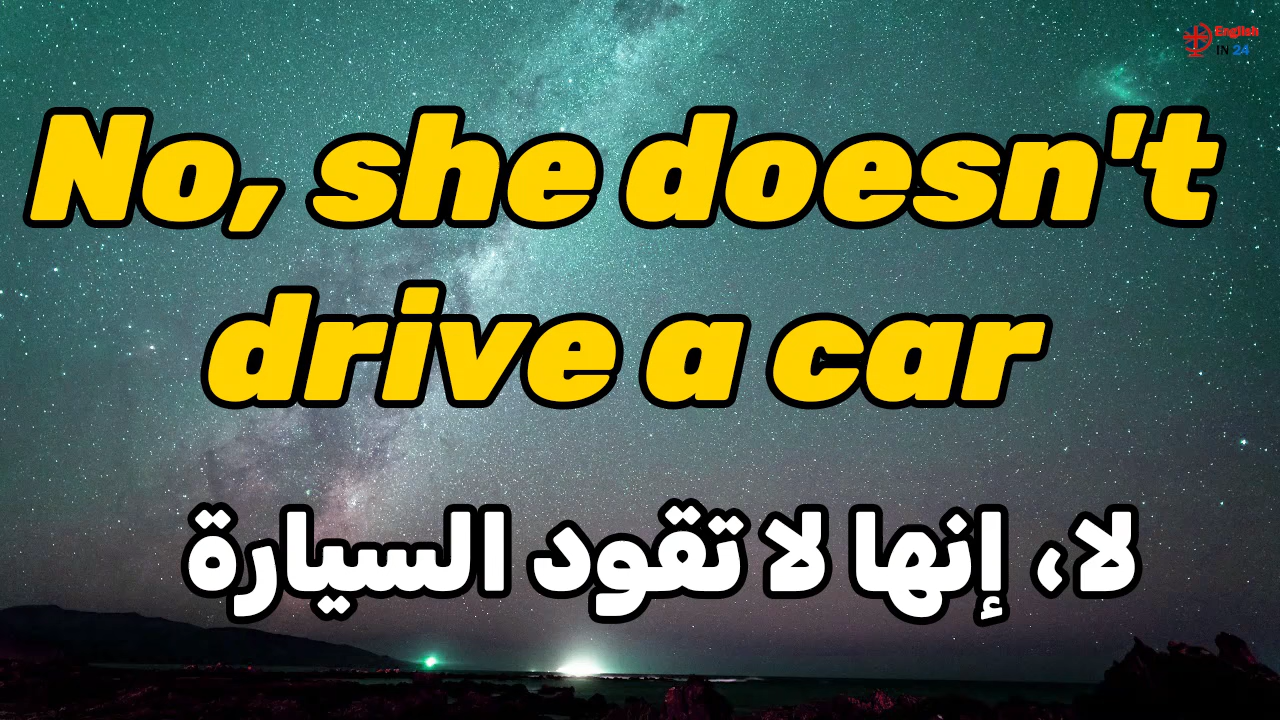 English
IN 24
No, she doesn't
drive a car
لا، إنها لا تقود السيارة